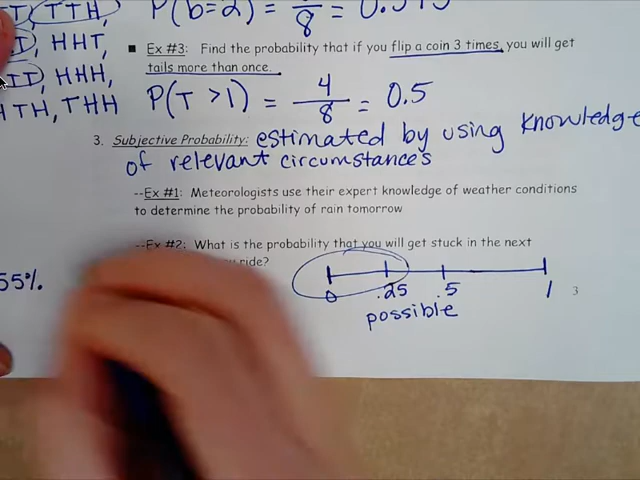 TTH, P(b=2) = /8 = 0.375
HHT,
■ Ex #3: Find the probability that if you flip a coin 3 times, you will get
tails more than once.
HHH,
HTH, THH P(T >1) = 4/8 = 0.5
3. Subjective Probability: estimated by using knowledge
of relevant circumstance's
--Ex #1: Meteorologists use their expert knowledge of weather conditions
to determine the probability of rain tomorrow
--Ex #2: What is the probability that you will get stuck in the next
ride?
55%.
0 .25 .5 1
possible
3